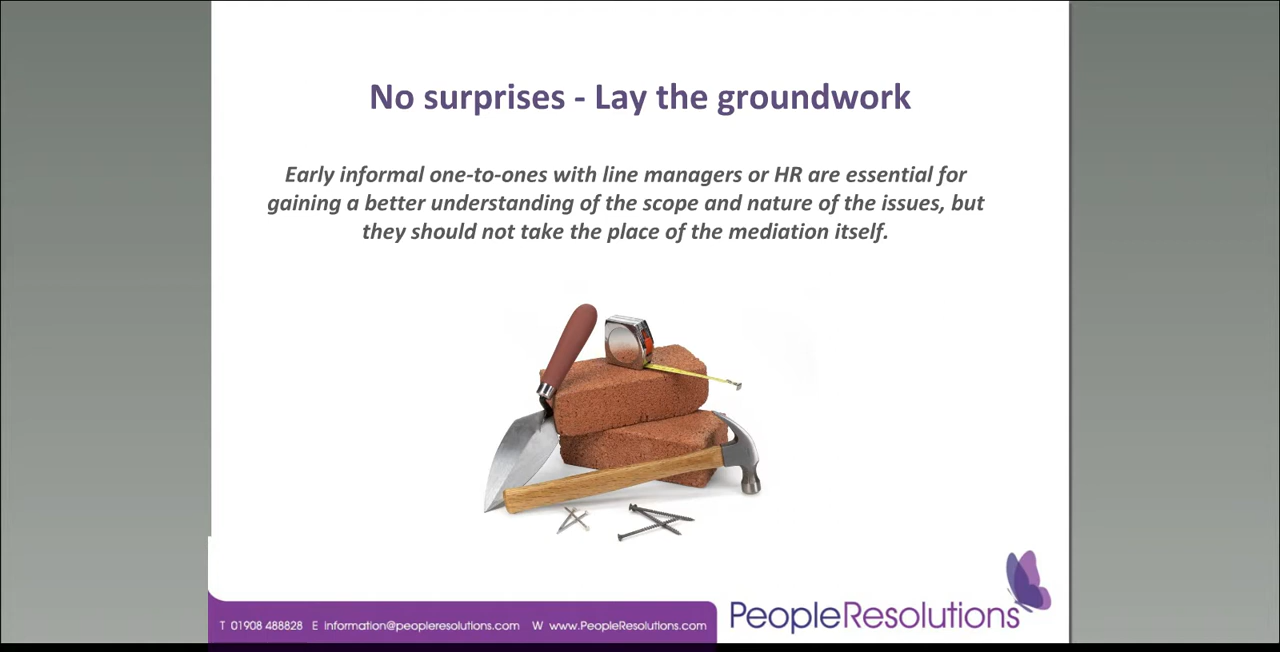 No surprises - Lay the groundwork
Early informal one-to-ones with line managers or HR are essential for
gaining a better understanding of the scope and nature of the issues, but
they should not take the place of the mediation itself.
T 01908 488828 E information@peopleresolutions.com W www.PeopleResolutions.com
PeopleResolutions